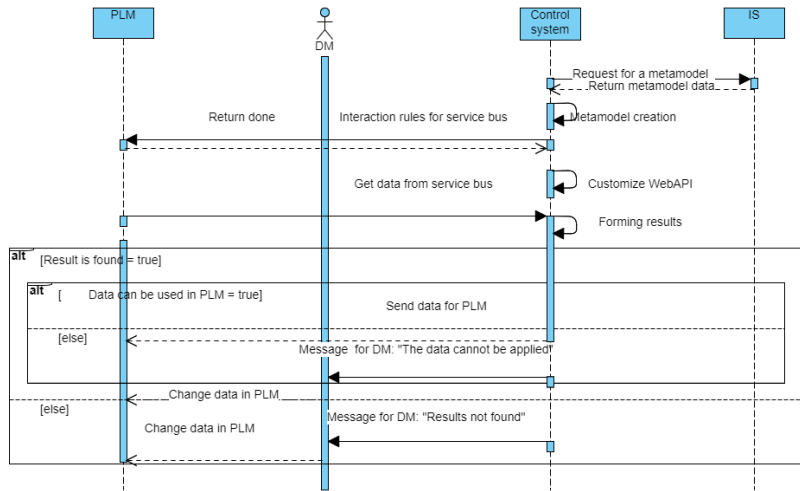 PLM
DM
Control
system
IS
Request for a metamodel
Return metamodel data
Return done
Interaction rules for service bus
Metamodel creation
Get data from service bus
Customize WebAPI
Forming results
alt
[Result is found = true]
alt
[ Data can be used in PLM = true]
Send data for PLM
[else]
Message for DM: "The data cannot be applied"
Change data in PLM
[else]
Message for DM: "Results not found"
Change data in PLM